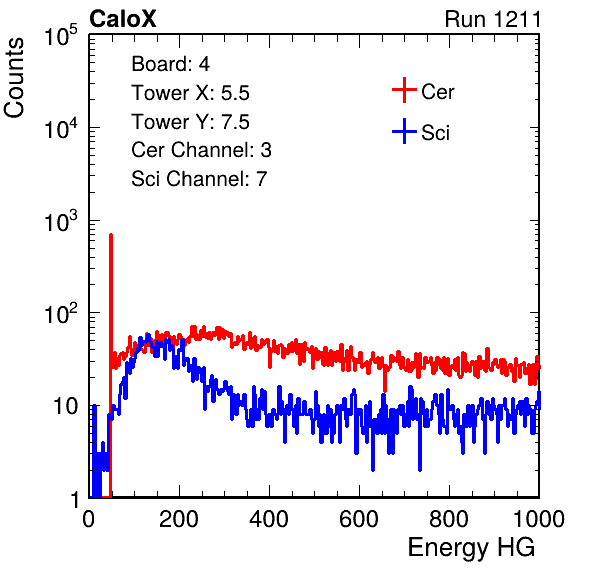 CaloX Run 1211
Counts
Board: 4
Tower X: 5.5
Tower Y: 7.5
Cer Channel: 3
Sci Channel: 7
Cer
Sci
10^5
10^4
10^3
10^2
10
1
0 200 400 600 800 1000
Energy HG